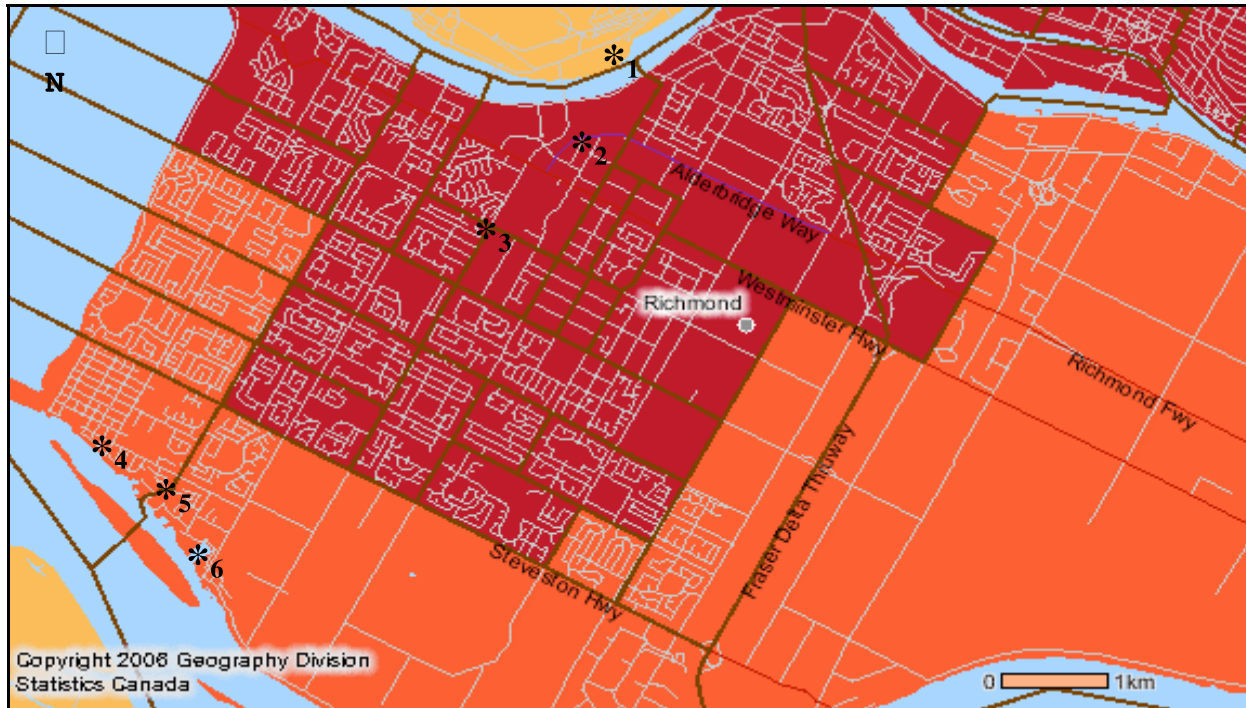 N
*1
*2
Alderbridge Way
*3
Westminster Hwy
Richmond
Richmond Fwy
*4
*5
Fraser Delta Thruway
*6
Steveston Hwy
Copyright 2006 Geography Division
Statistics Canada
0 1km